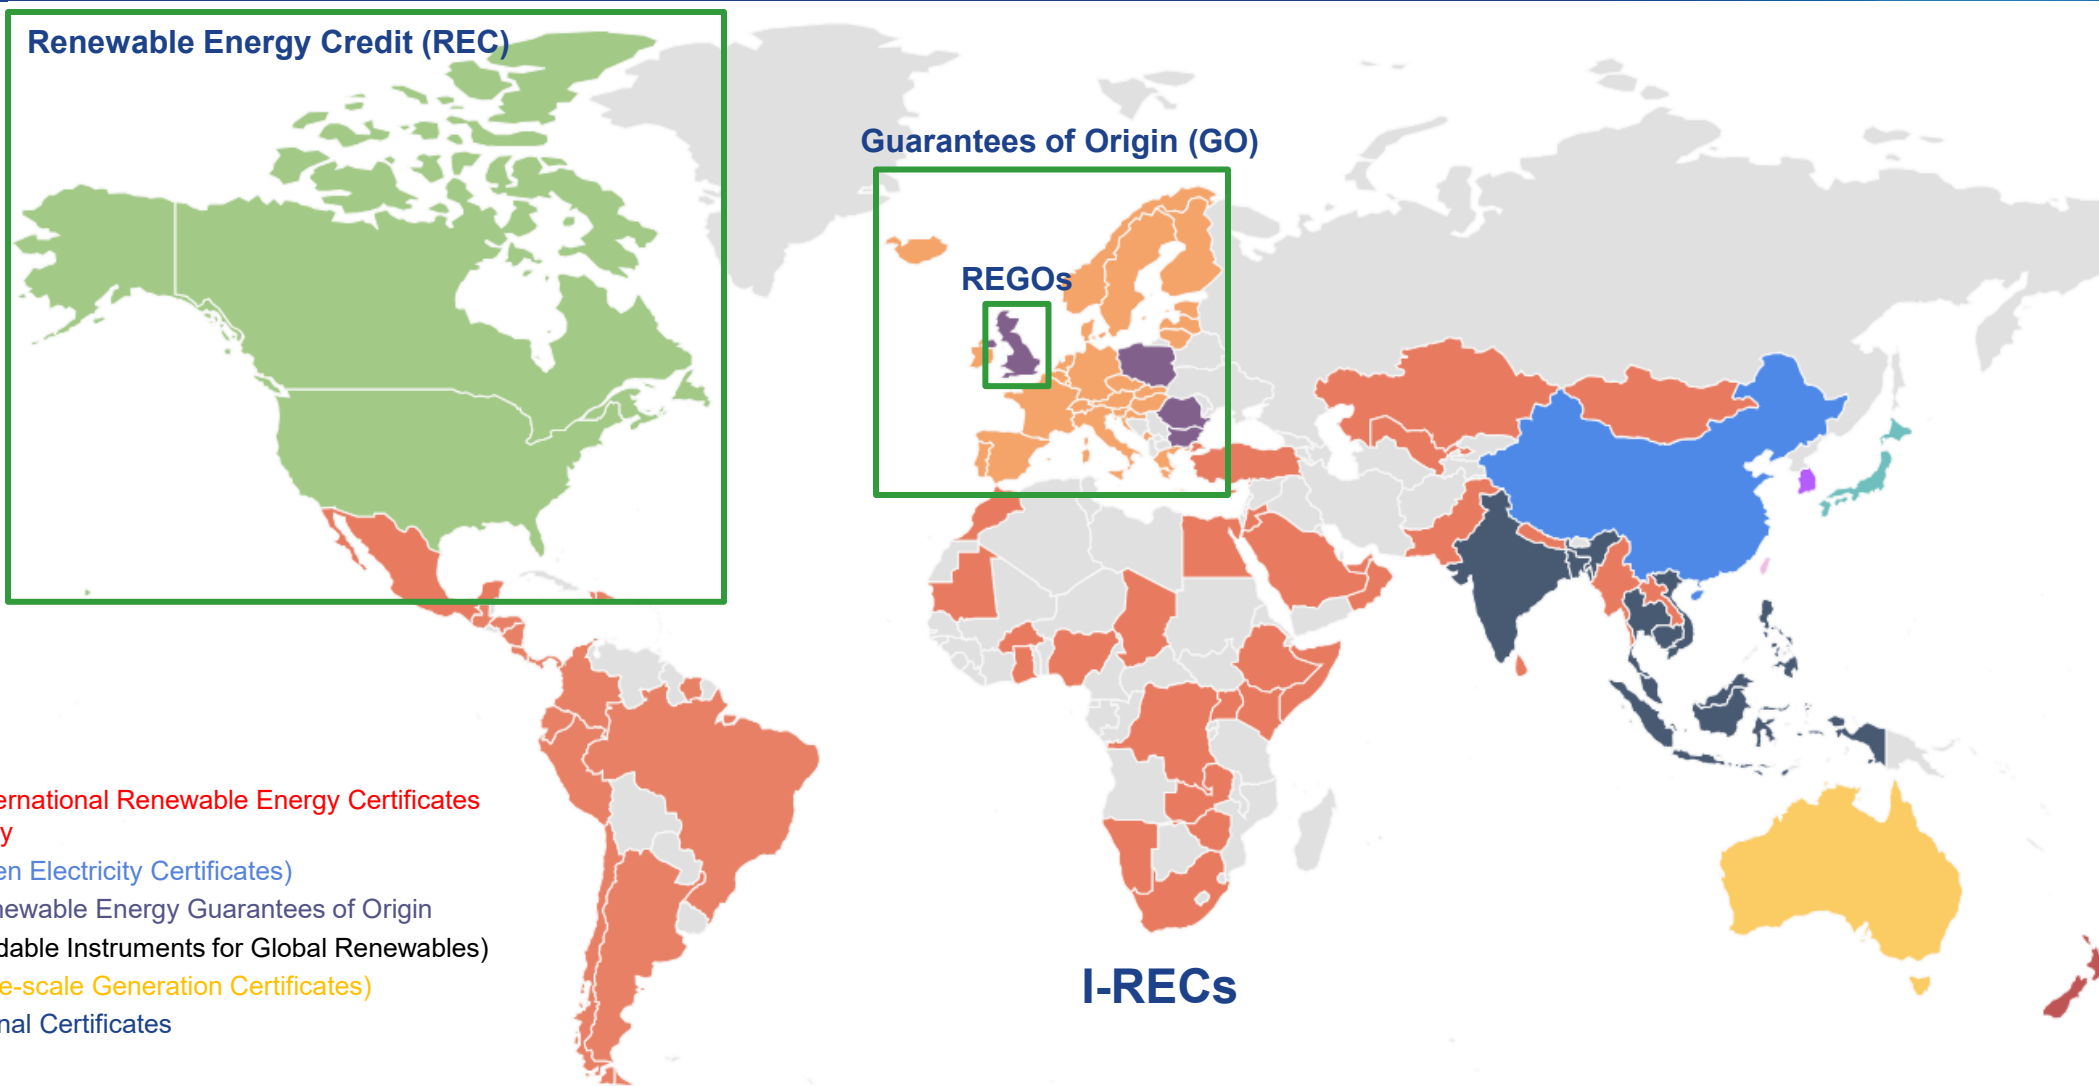 Renewable Energy Credit (REC)
Guarantees of Origin (GO)
REGOs
ernational Renewable Energy Certificates
y
en Electricity Certificates)
newable Energy Guarantees of Origin
dable Instruments for Global Renewables)
e-scale Generation Certificates)
nal Certificates
I-RECs